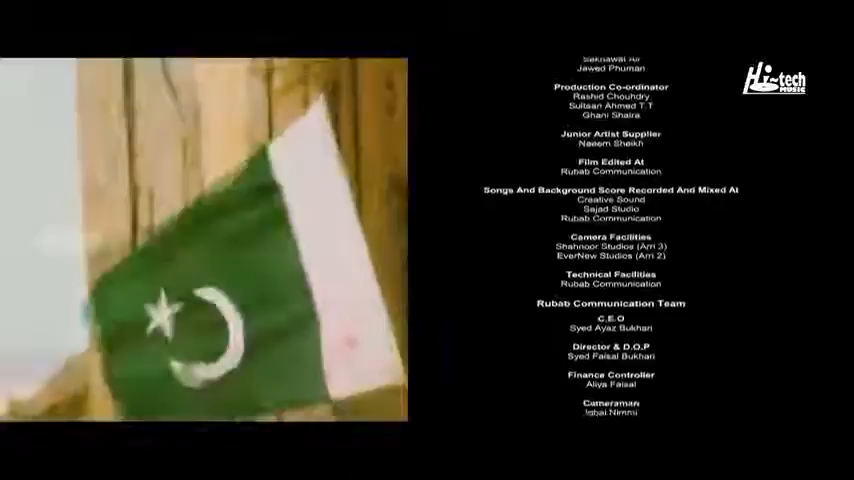 Sakhawat Ali
Jawed Phuman
Hi-tech
MUSIC
Production Co-ordinator
Rashid Chouhdry
Sultaan Ahmed T.T
Ghani Shaira
Junior Artist Supplier
Naeem Sheikh
Film Edited At
Rubab Communication
Songs And Background Score Recorded And Mixed At
Creative Sound
Sajad Studio
Rubab Communication
Camera Facilities
Shahnoor Studios (Arri 3)
EverNew Studios (Arri 2)
Technical Facilities
Rubab Communication
Rubab Communication Team
C.E.O
Syed Ayaz Bukhari
Director & D.O.P
Syed Faisal Bukhari
Finance Controller
Aliya Faisal
Cameraman
Iqbal Nimmi